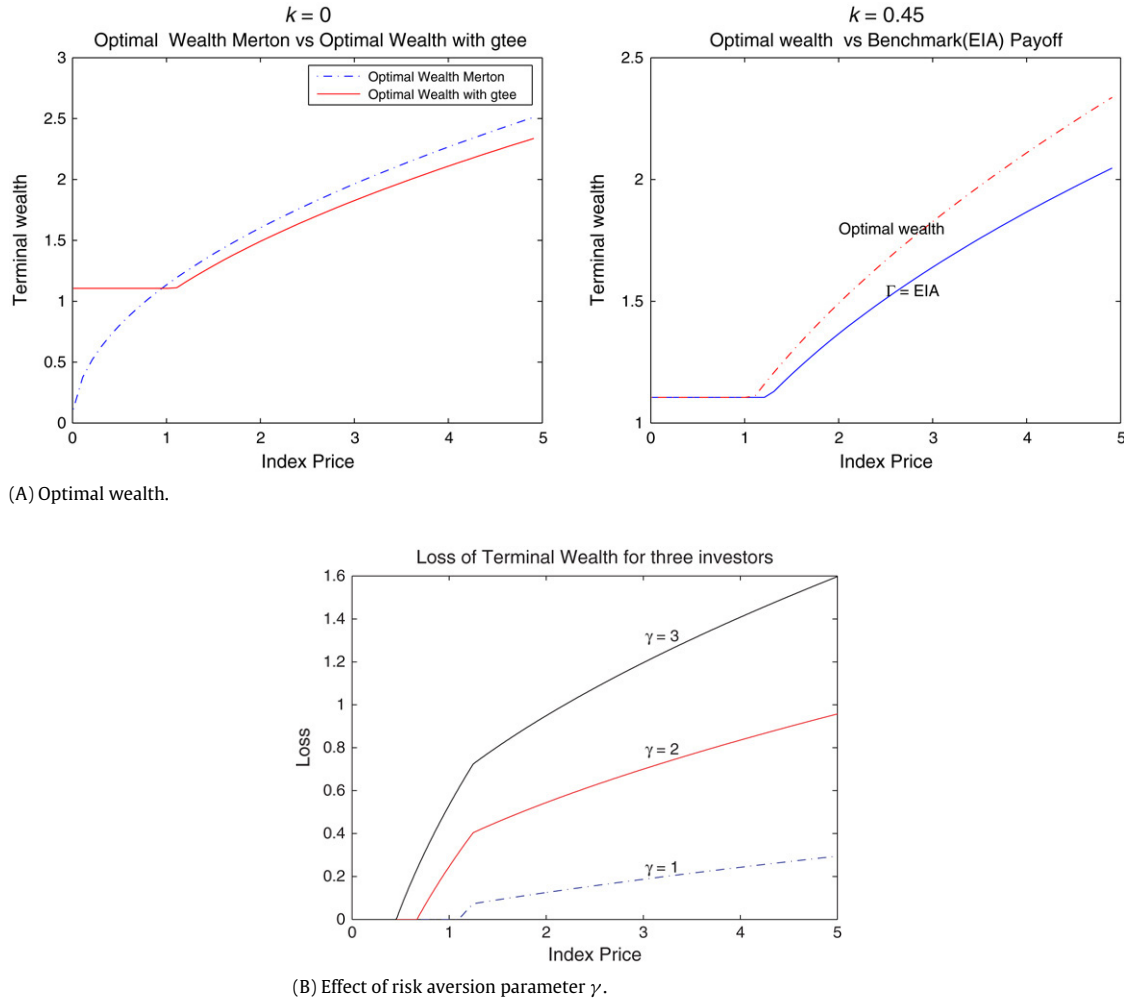 k = 0
Optimal Wealth Merton vs Optimal Wealth with gtee
3
2.5
2
1.5
1
0.5
0
Terminal wealth
Optimal Wealth Merton
Optimal Wealth with gtee
0 1 2 3 4 5
Index Price
k = 0.45
Optimal wealth vs Benchmark(EIA) Payoff
2.5
2
1.5
1
Terminal wealth
Optimal wealth
Γ = EIA
0 1 2 3 4 5
Index Price
(A) Optimal wealth.
Loss of Terminal Wealth for three investors
1.6
1.4
1.2
1
0.8
0.6
0.4
0.2
0
Loss
γ = 3
γ = 2
γ = 1
0 1 2 3 4 5
Index Price
(B) Effect of risk aversion parameter γ.